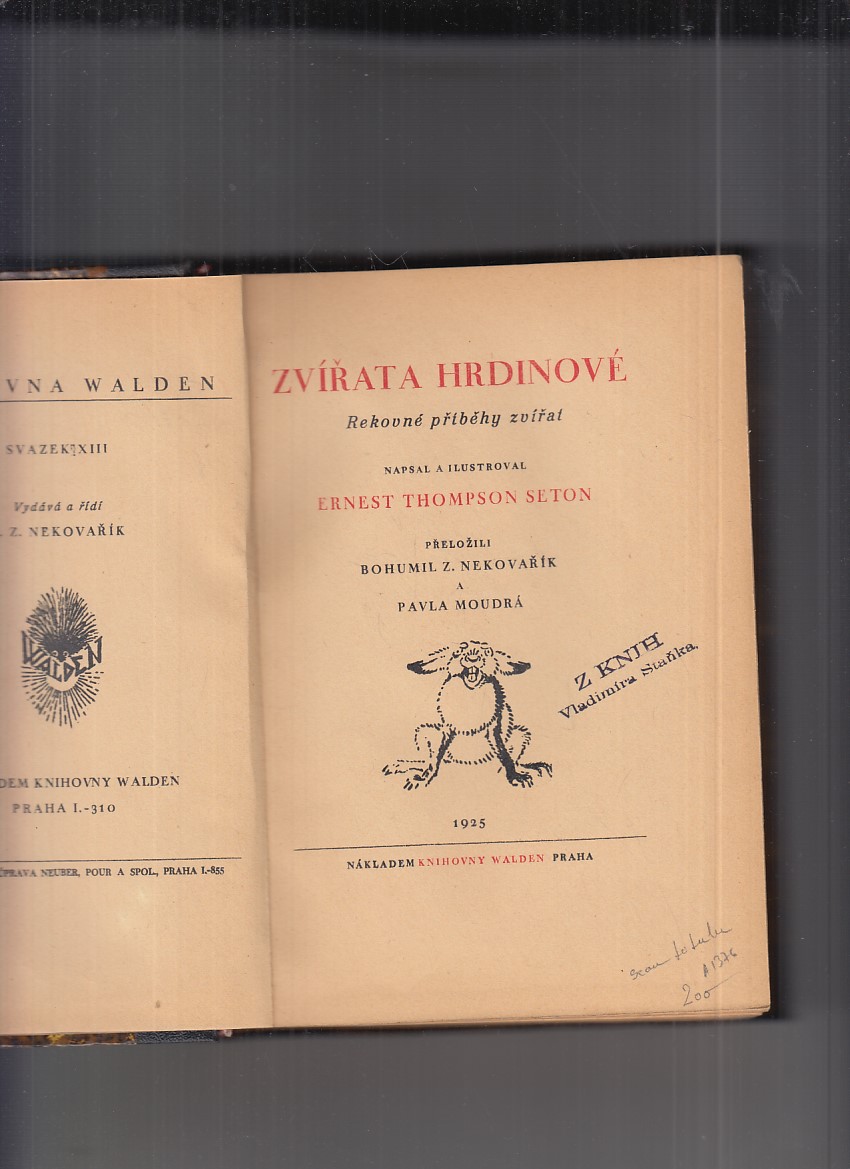 VNA WALDEN
SVAZEK XIII
Vydává a řídí
Z. NEKOVAŘÍK
WALDEN
DEM KNIHOVNY WALDEN
PRAHA I.-310
ÚPRAVA NEUBER, POUR A SPOL., PRAHA I.-855
ZVÍŘATA HRDINOVÉ
Rekovné příběhy zvířat
NAPSAL A ILUSTROVAL
ERNEST THOMPSON SETON
PŘELOŽILI
BOHUMIL Z. NEKOVAŘÍK
A
PAVLA MOUDRÁ
Z KNIH
Vladimíra Staňka.
1925
NÁKLADEM KNIHOVNY WALDEN PRAHA
A1376
200